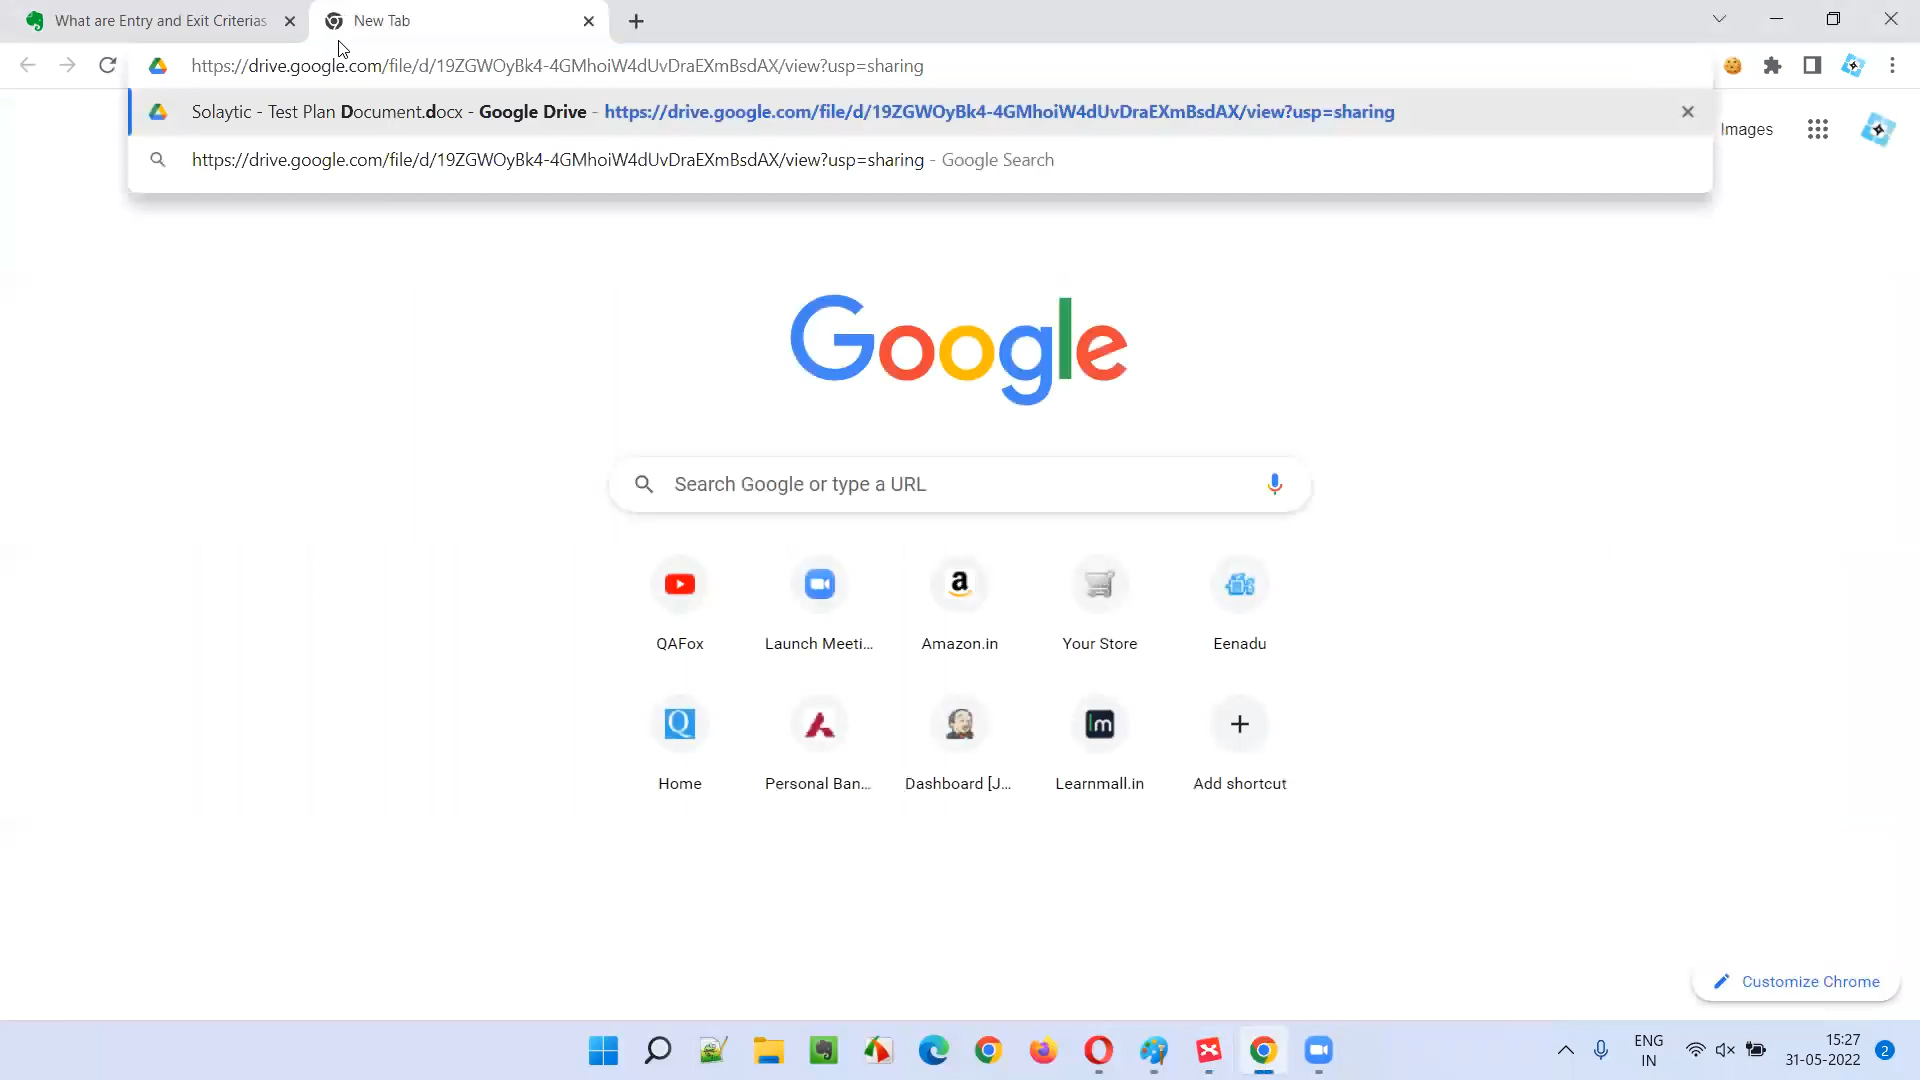 What are Entry and Exit Criterias
New Tab
https://drive.google.com/file/d/19ZGWOyBk4-4GMhoiW4dUvDraEXmBsdAX/view?usp=sharing
Solaytic - Test Plan Document.docx - Google Drive - https://drive.google.com/file/d/19ZGWOyBk4-4GMhoiW4dUvDraEXmBsdAX/view?usp=sharing
https://drive.google.com/file/d/19ZGWOyBk4-4GMhoiW4dUvDraEXmBsdAX/view?usp=sharing - Google Search
Images
Google
Search Google or type a URL
QAFox
Launch Meeti...
Amazon.in
Your Store
Eenadu
Home
Personal Ban...
Dashboard [J...
Learnmall.in
Add shortcut
Customize Chrome
ENG
IN
15:27
31-05-2022
2